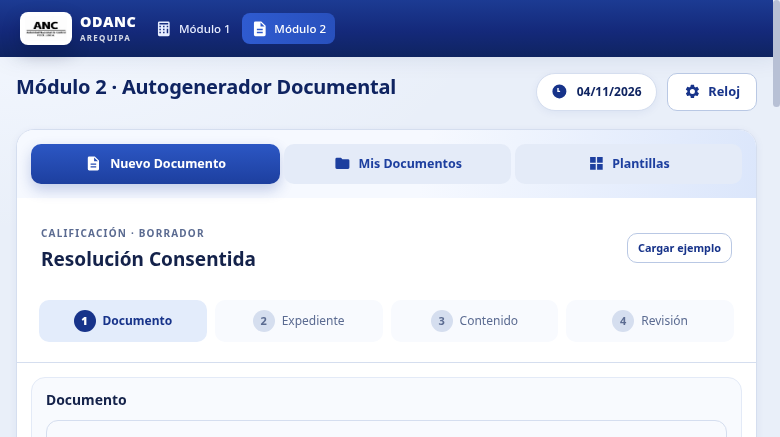 ANC
ODANC
AREQUIPA
Módulo 1
Módulo 2
Módulo 2 · Autogenerador Documental
04/11/2026
Reloj
Nuevo Documento
Mis Documentos
Plantillas
CALIFICACIÓN · BORRADOR
Resolución Consentida
Cargar ejemplo
1 Documento
2 Expediente
3 Contenido
4 Revisión
Documento